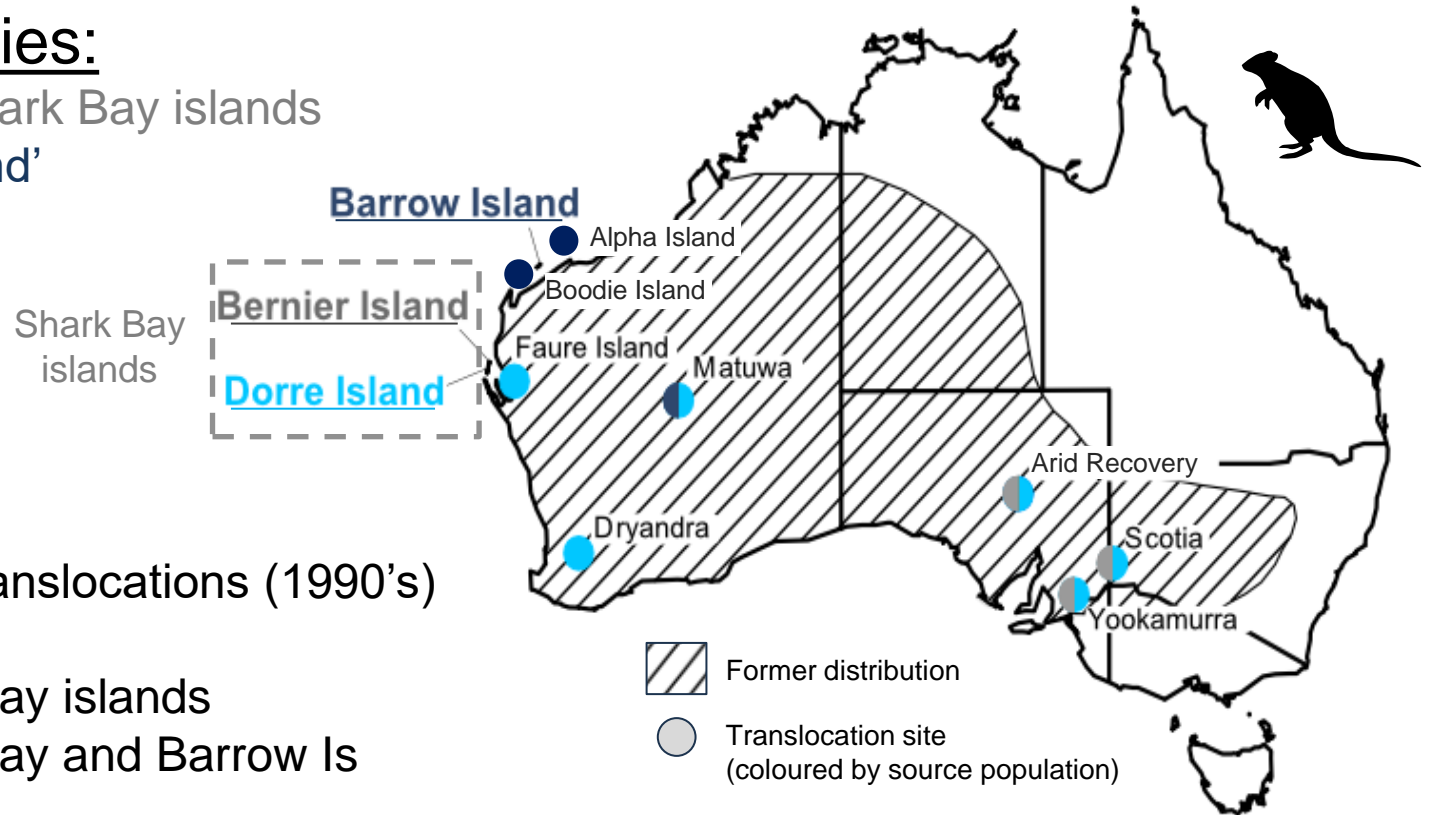 ies:
ark Bay islands
nd’
Barrow Island
Alpha Island
Boodie Island
Bernier Island
Shark Bay
islands
Faure Island
Matuwa
Dorre Island
Arid Recovery
Dryandra
Scotia
anslocations (1990’s)
Yookamurra
Former distribution
ay islands
Translocation site
ay and Barrow Is
(coloured by source population)